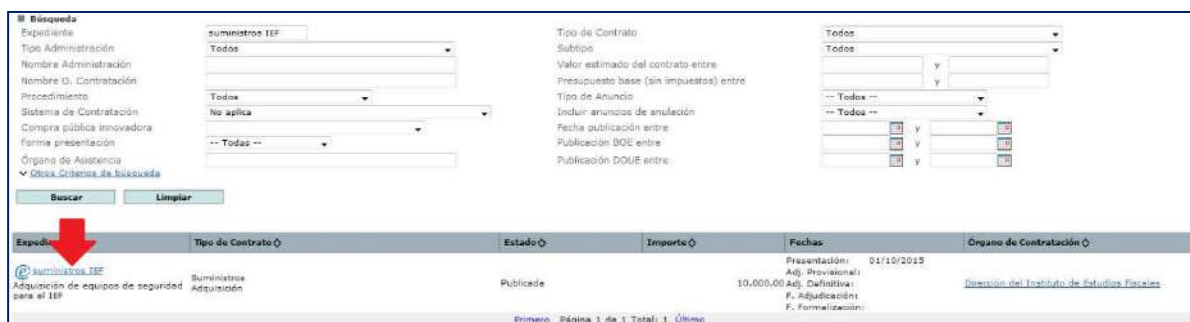 Búsqueda
Expediente suministros IEF Tipo de Contrato Todos
Tipo Administración Todos Subtipo Todos
Nombre Administración Valor estimado del contrato entre y
Nombre O. Contratación Presupuesto base (sin impuestos) entre y
Procedimiento Todos Tipo de Anuncio -- Todos --
Sistema de Contratación No aplica Incluir anuncios de anulación -- Todos --
Compra pública innovadora Fecha publicación entre y
Forma presentación -- Todas -- Publicación BOE entre y
Órgano de Asistencia Publicación DOUE entre y
Otros Criterios de búsqueda
Buscar Limpiar
Tipo de Contrato Estado Importe Fechas Órgano de Contratación
suministros IEF
Adquisición de equipos de seguridad para el IEF
Suministros
Adquisición
Publicada
10.000,00
Presentación: 01/10/2015
Adj. Provisional:
Adj. Definitiva:
F. Adjudicación:
F. Formalización:
Dirección del Instituto de Estudios Fiscales
Primero Página 1 de 1 Total: 1 Último